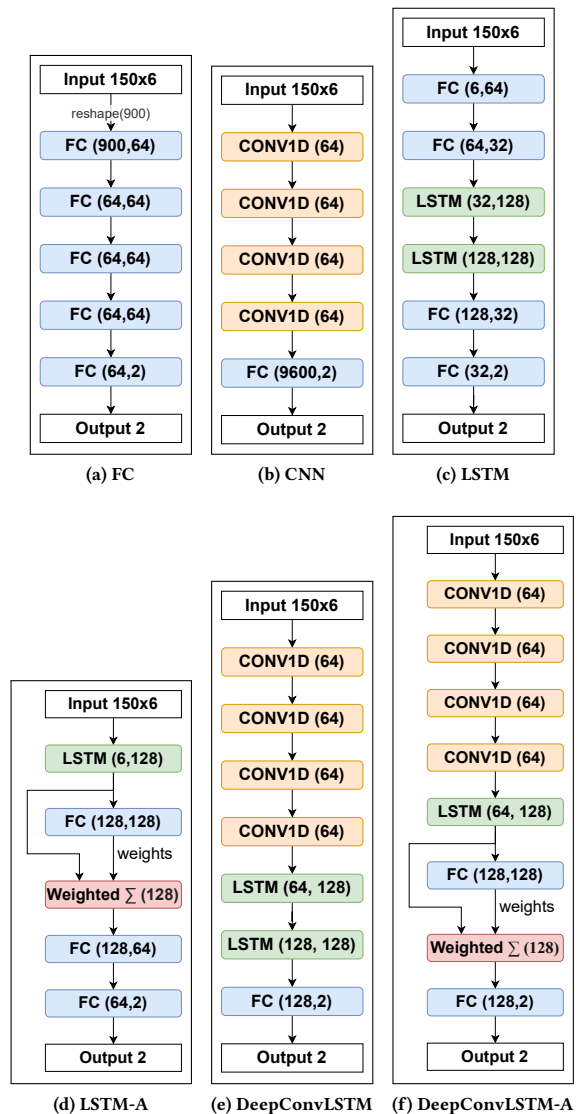 Input 150x6
reshape(900)
FC (900,64)
FC (64,64)
FC (64,64)
FC (64,64)
FC (64,2)
Output 2
(a) FC
Input 150x6
CONV1D (64)
CONV1D (64)
CONV1D (64)
CONV1D (64)
FC (9600,2)
Output 2
(b) CNN
Input 150x6
FC (6,64)
FC (64,32)
LSTM (32,128)
LSTM (128,128)
FC (128,32)
FC (32,2)
Output 2
(c) LSTM
Input 150x6
LSTM (6,128)
FC (128,128)
weights
Weighted ∑ (128)
FC (128,64)
FC (64,2)
Output 2
(d) LSTM-A
Input 150x6
CONV1D (64)
CONV1D (64)
CONV1D (64)
CONV1D (64)
LSTM (64, 128)
LSTM (128, 128)
FC (128,2)
Output 2
(e) DeepConvLSTM
Input 150x6
CONV1D (64)
CONV1D (64)
CONV1D (64)
CONV1D (64)
LSTM (64, 128)
FC (128,128)
weights
Weighted ∑ (128)
FC (128,2)
Output 2
(f) DeepConvLSTM-A